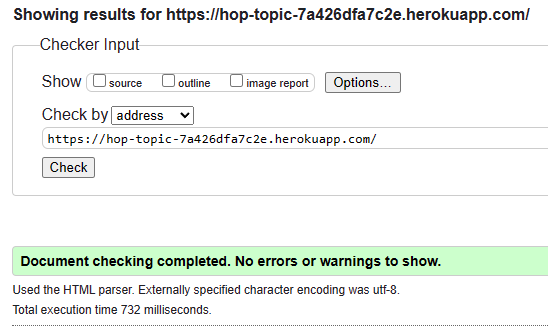 Showing results for https://hop-topic-7a426dfa7c2e.herokuapp.com/
Checker Input
Show source outline image report Options...
Check by address
https://hop-topic-7a426dfa7c2e.herokuapp.com/
Check
Document checking completed. No errors or warnings to show.
Used the HTML parser. Externally specified character encoding was utf-8.
Total execution time 732 milliseconds.